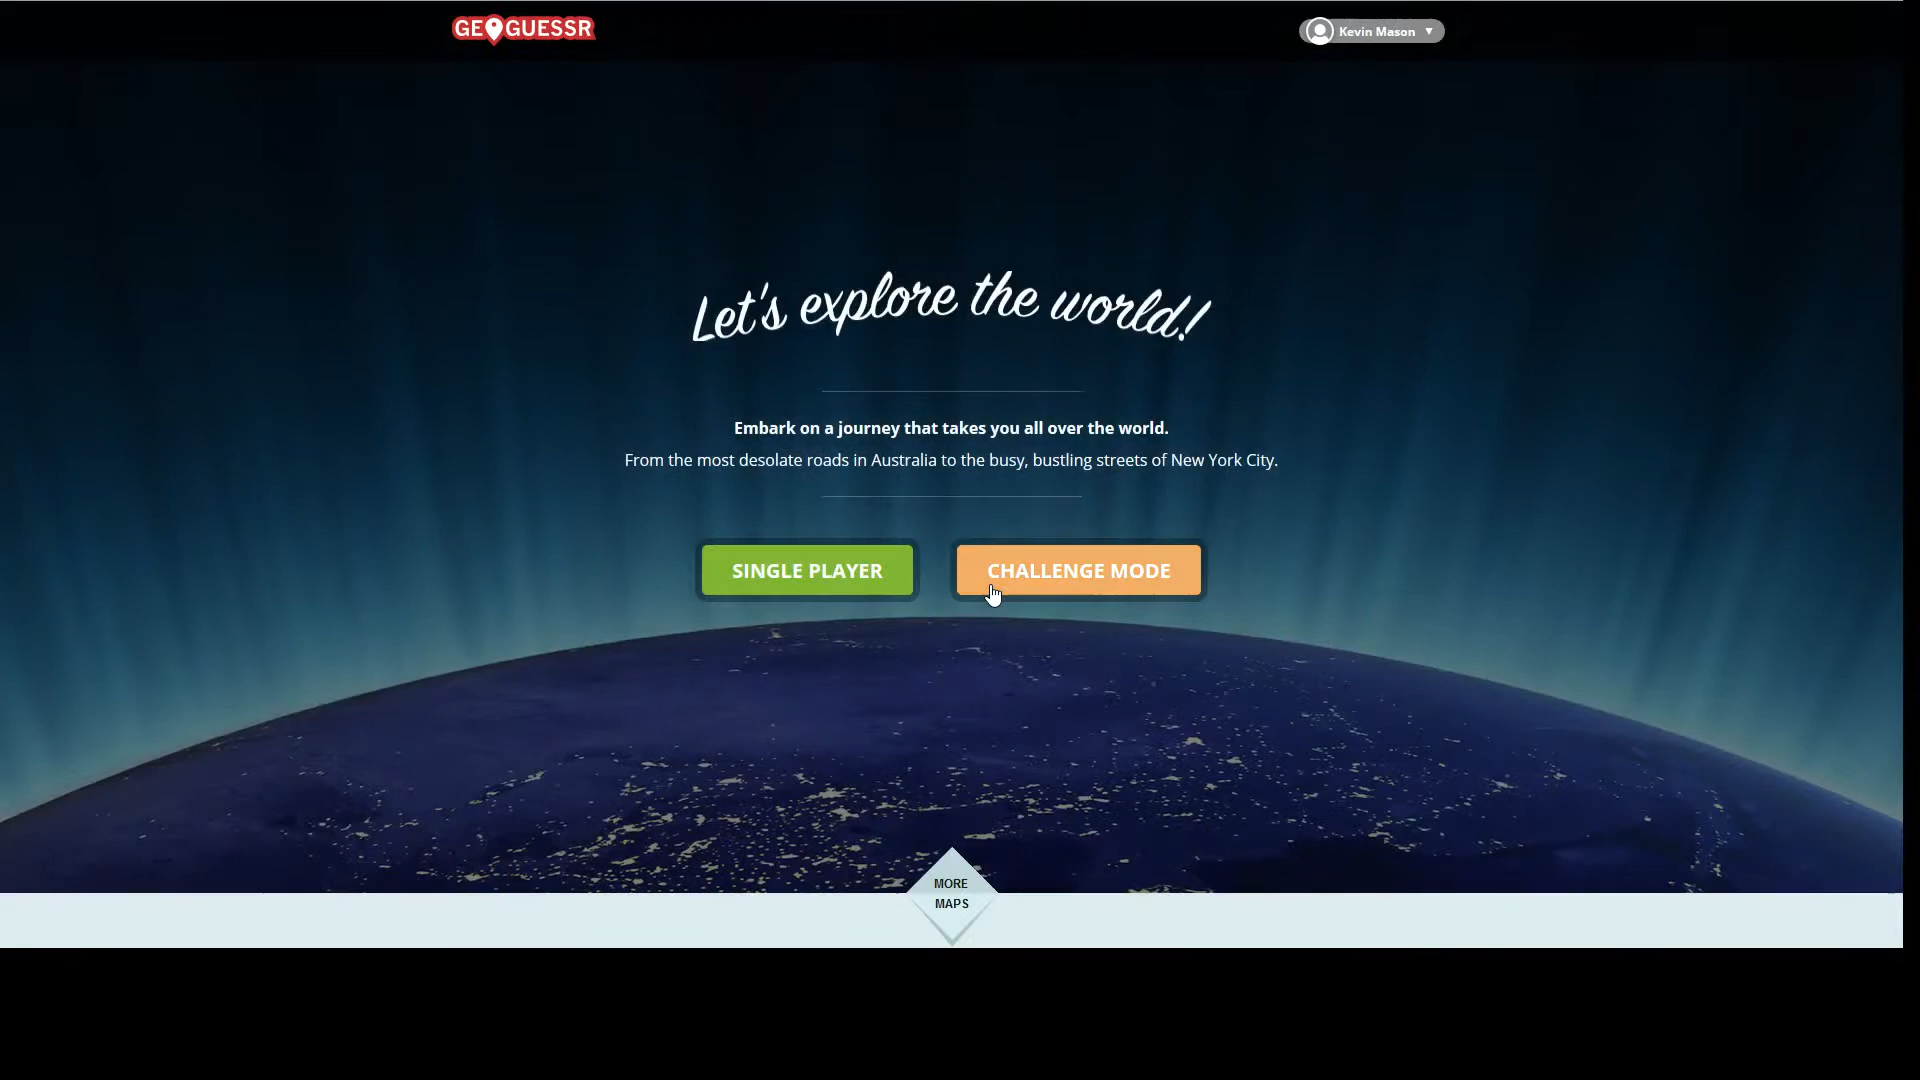 GEOGUESSR
Kevin Mason ▼
Let's explore the world!
Embark on a journey that takes you all over the world.
From the most desolate roads in Australia to the busy, bustling streets of New York City.
SINGLE PLAYER
CHALLENGE MODE
MORE
MAPS